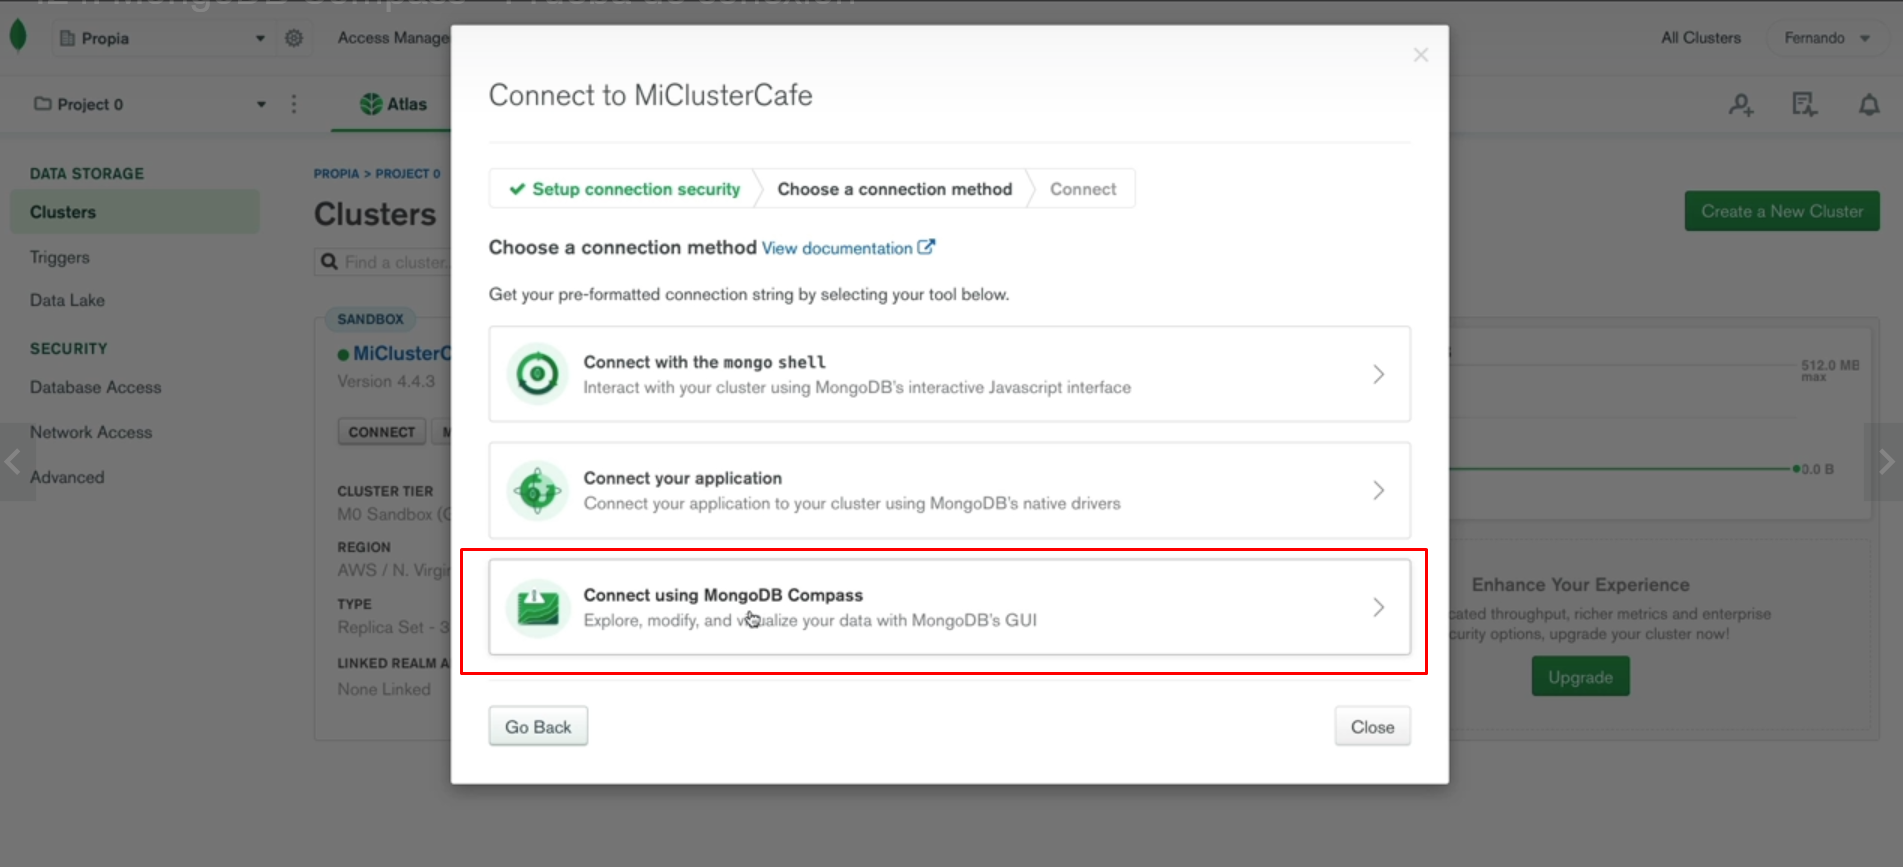 124. MongoDB Compass - Prueba de conexión
Propia
Access Manage
All Clusters
Fernando
Project 0
Atlas
DATA STORAGE
Clusters
Triggers
Data Lake
SECURITY
Database Access
Network Access
Advanced
PROPIA > PROJECT 0
Clusters
Create a New Cluster
Find a cluster...
SANDBOX
MiClusterC
Version 4.4.3
CONNECT
M
CLUSTER TIER
M0 Sandbox (G
REGION
AWS / N. Virgin
TYPE
Replica Set - 3
LINKED REALM A
None Linked
Connect to MiClusterCafe
Setup connection security
Choose a connection method
Connect
Choose a connection method View documentation
Get your pre-formatted connection string by selecting your tool below.
Connect with the mongo shell
Interact with your cluster using MongoDB's interactive Javascript interface
Connect your application
Connect your application to your cluster using MongoDB's native drivers
Connect using MongoDB Compass
Explore, modify, and visualize your data with MongoDB's GUI
Go Back
Close
512.0 MB
max
0.0 B
Enhance Your Experience
cated throughput, richer metrics and enterprise
curity options, upgrade your cluster now!
Upgrade